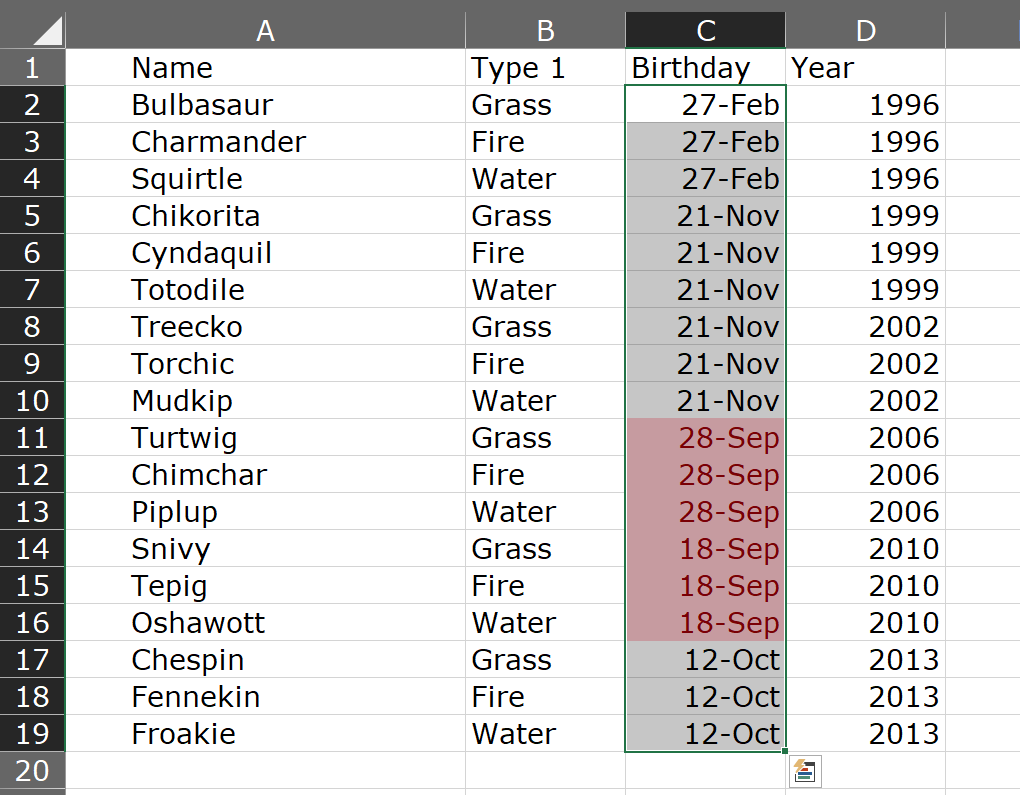 A B C D
1 Name Type 1 Birthday Year
2 Bulbasaur Grass 27-Feb 1996
3 Charmander Fire 27-Feb 1996
4 Squirtle Water 27-Feb 1996
5 Chikorita Grass 21-Nov 1999
6 Cyndaquil Fire 21-Nov 1999
7 Totodile Water 21-Nov 1999
8 Treecko Grass 21-Nov 2002
9 Torchic Fire 21-Nov 2002
10 Mudkip Water 21-Nov 2002
11 Turtwig Grass 28-Sep 2006
12 Chimchar Fire 28-Sep 2006
13 Piplup Water 28-Sep 2006
14 Snivy Grass 18-Sep 2010
15 Tepig Fire 18-Sep 2010
16 Oshawott Water 18-Sep 2010
17 Chespin Grass 12-Oct 2013
18 Fennekin Fire 12-Oct 2013
19 Froakie Water 12-Oct 2013
20